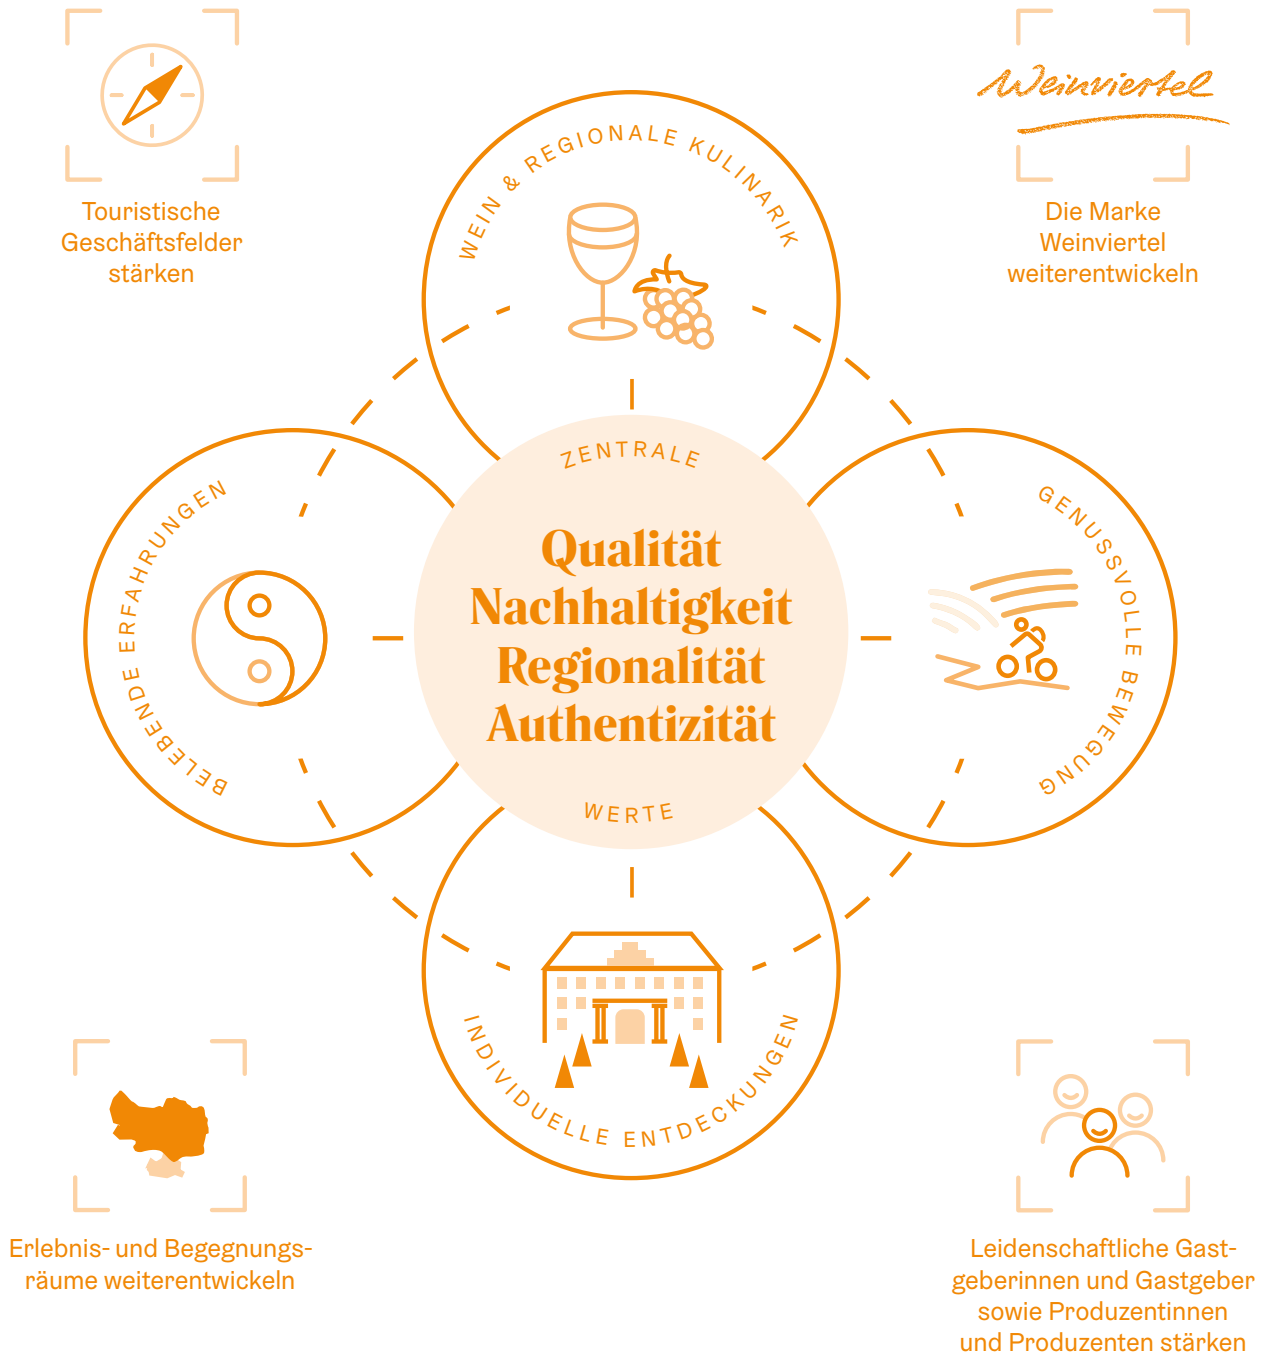 Touristische
Geschäftsfelder
stärken
Weinviertel
Die Marke
Weinviertel
weiterentwickeln
WEIN & REGIONALE KULINARIK
BELEBENDE ERFAHRUNGEN
ZENTRALE
Qualität
Nachhaltigkeit
Regionalität
Authentizität
WERTE
GENUSSVOLLE BEWEGUNG
INDIVIDUELLE ENTDECKUNGEN
Erlebnis- und Begegnungs-
räume weiterentwickeln
Leidenschaftliche Gast-
geberinnen und Gastgeber
sowie Produzentinnen
und Produzenten stärken